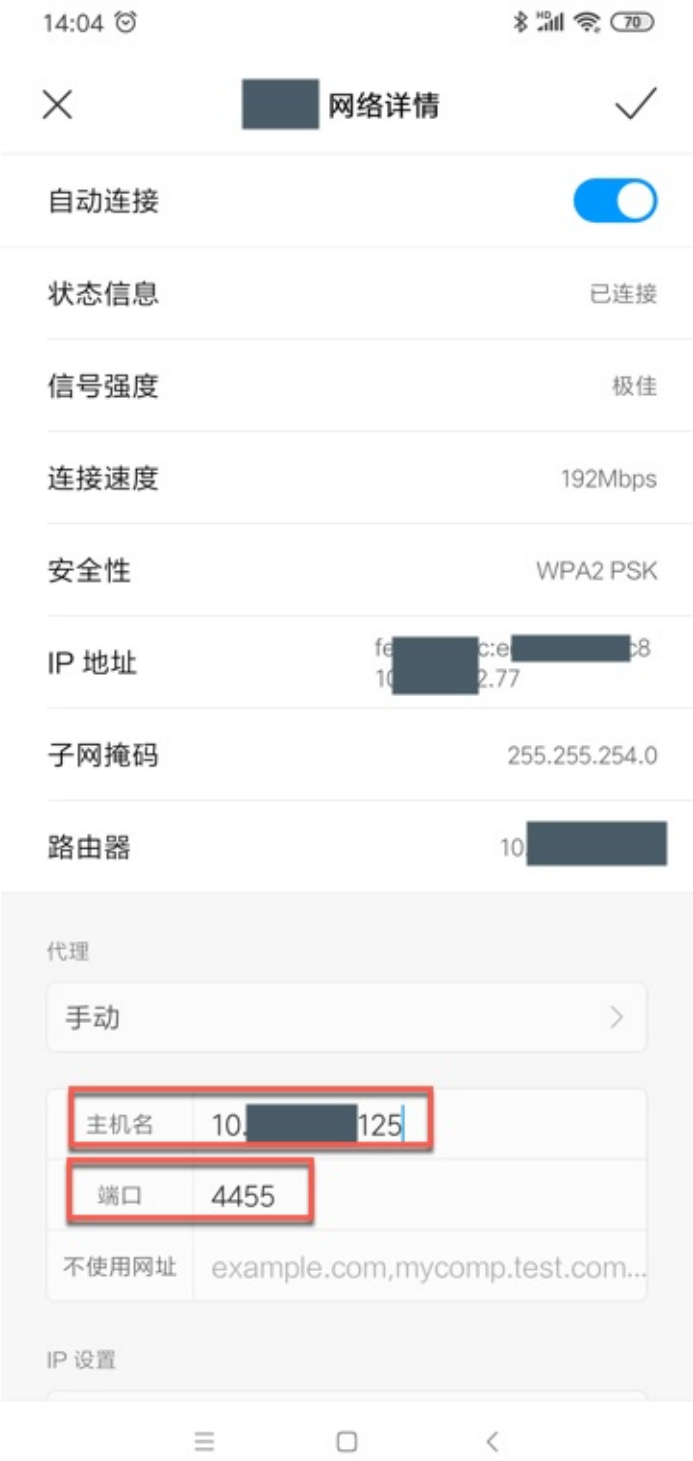 14:04 HD 70
网络详情
自动连接
状态信息 已连接
信号强度 极佳
连接速度 192Mbps
安全性 WPA2 PSK
IP 地址 fe c:e c8
10 2.77
子网掩码 255.255.254.0
路由器 10.
代理
手动
主机名 10. 125
端口 4455
不使用网址 example.com,mycomp.test.com...
IP 设置